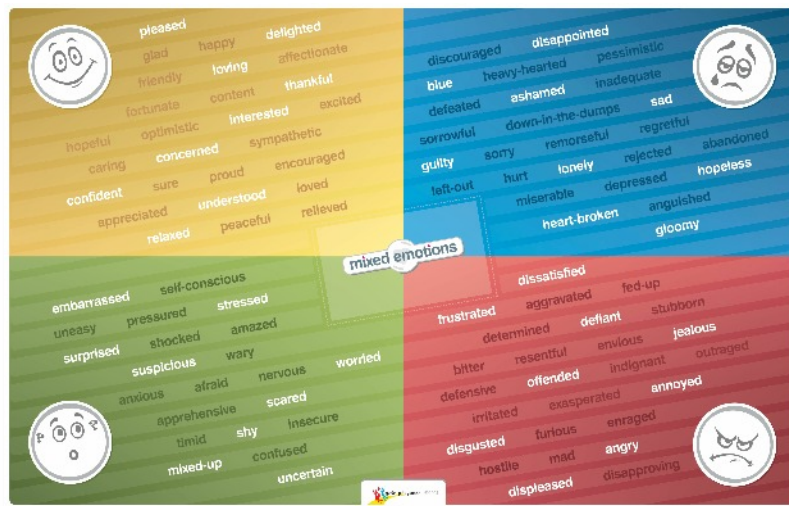 pleased
glad happy delighted
friendly loving affectionate
fortunate content thankful
hopeful optimistic interested excited
caring concerned sympathetic
confident sure proud encouraged
appreciated understood loved
relaxed peaceful relieved
discouraged disappointed
blue heavy-hearted pessimistic
defeated ashamed inadequate
sorrowful down-in-the-dumps sad
guilty sorry remorseful regretful
left-out hurt lonely rejected abandoned
miserable depressed hopeless
heart-broken anguished
gloomy
mixed emotions
embarrassed self-conscious
uneasy pressured stressed
surprised shocked amazed
suspicious wary
anxious afraid nervous worried
apprehensive scared
timid shy insecure
mixed-up confused
uncertain
P P
dissatisfied
frustrated aggravated fed-up
determined defiant stubborn
bitter resentful envious jealous
defensive offended indignant outraged
irritated exasperated annoyed
disgusted furious enraged
hostile mad angry
displeased disapproving